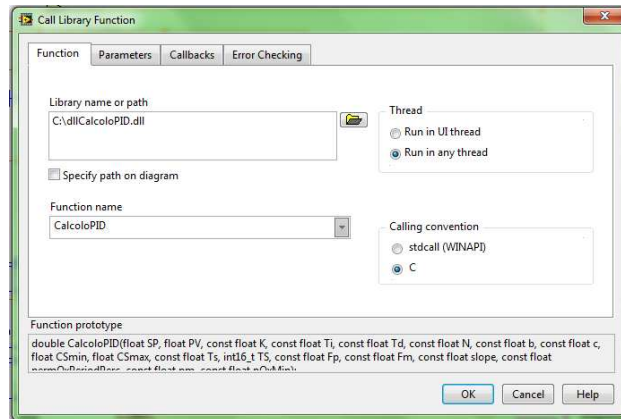 Call Library Function
Function Parameters Callbacks Error Checking
Library name or path
C:\dllCalcoloPID.dll
Thread
Run in UI thread
Run in any thread
Specify path on diagram
Function name
CalcoloPID
Calling convention
stdcall (WINAPI)
C
Function prototype
double CalcoloPID(float SP, float PV, const float K, const float Ti, const float Td, const float N, const float b, const float c,
float CSmin, float CSmax, const float Ts, int16_t TS, const float Fp, const float Fm, const float slope, const float
OK Cancel Help